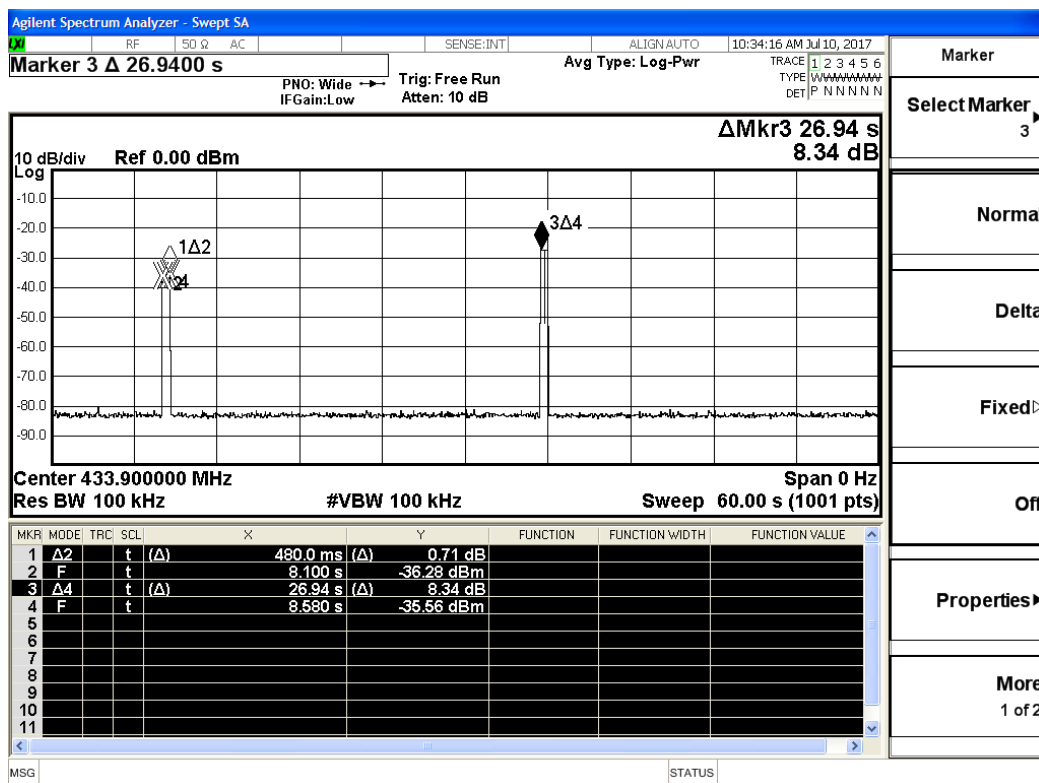 Agilent Spectrum Analyzer - Swept SA
LXI RF 50 Ω AC SENSE:INT ALIGN AUTO 10:34:16 AM Jul 10, 2017
Marker 3 Δ 26.9400 s
PNO: Wide
IFGain:Low
Trig: Free Run
Atten: 10 dB
Avg Type: Log-Pwr
TRACE 1 2 3 4 5 6
TYPE
DET P N N N N N
ΔMkr3 26.94 s
8.34 dB
10 dB/div Ref 0.00 dBm
Log
-10.0
-20.0
-30.0
-40.0
-50.0
-60.0
-70.0
-80.0
-90.0
1Δ2
3Δ4
Center 433.900000 MHz Span 0 Hz
Res BW 100 kHz #VBW 100 kHz Sweep 60.00 s (1001 pts)
MKR MODE TRC SCL X Y FUNCTION FUNCTION WIDTH FUNCTION VALUE
1 Δ2 t (Δ) 480.0 ms (Δ) 0.71 dB
2 F t 8.100 s -36.28 dBm
3 Δ4 t (Δ) 26.94 s (Δ) 8.34 dB
4 F t 8.580 s -35.56 dBm
5
6
7
8
9
10
11
MSG STATUS
Marker
Select Marker
3
Norma
Delta
Fixed
Off
Properties
More
1 of 2